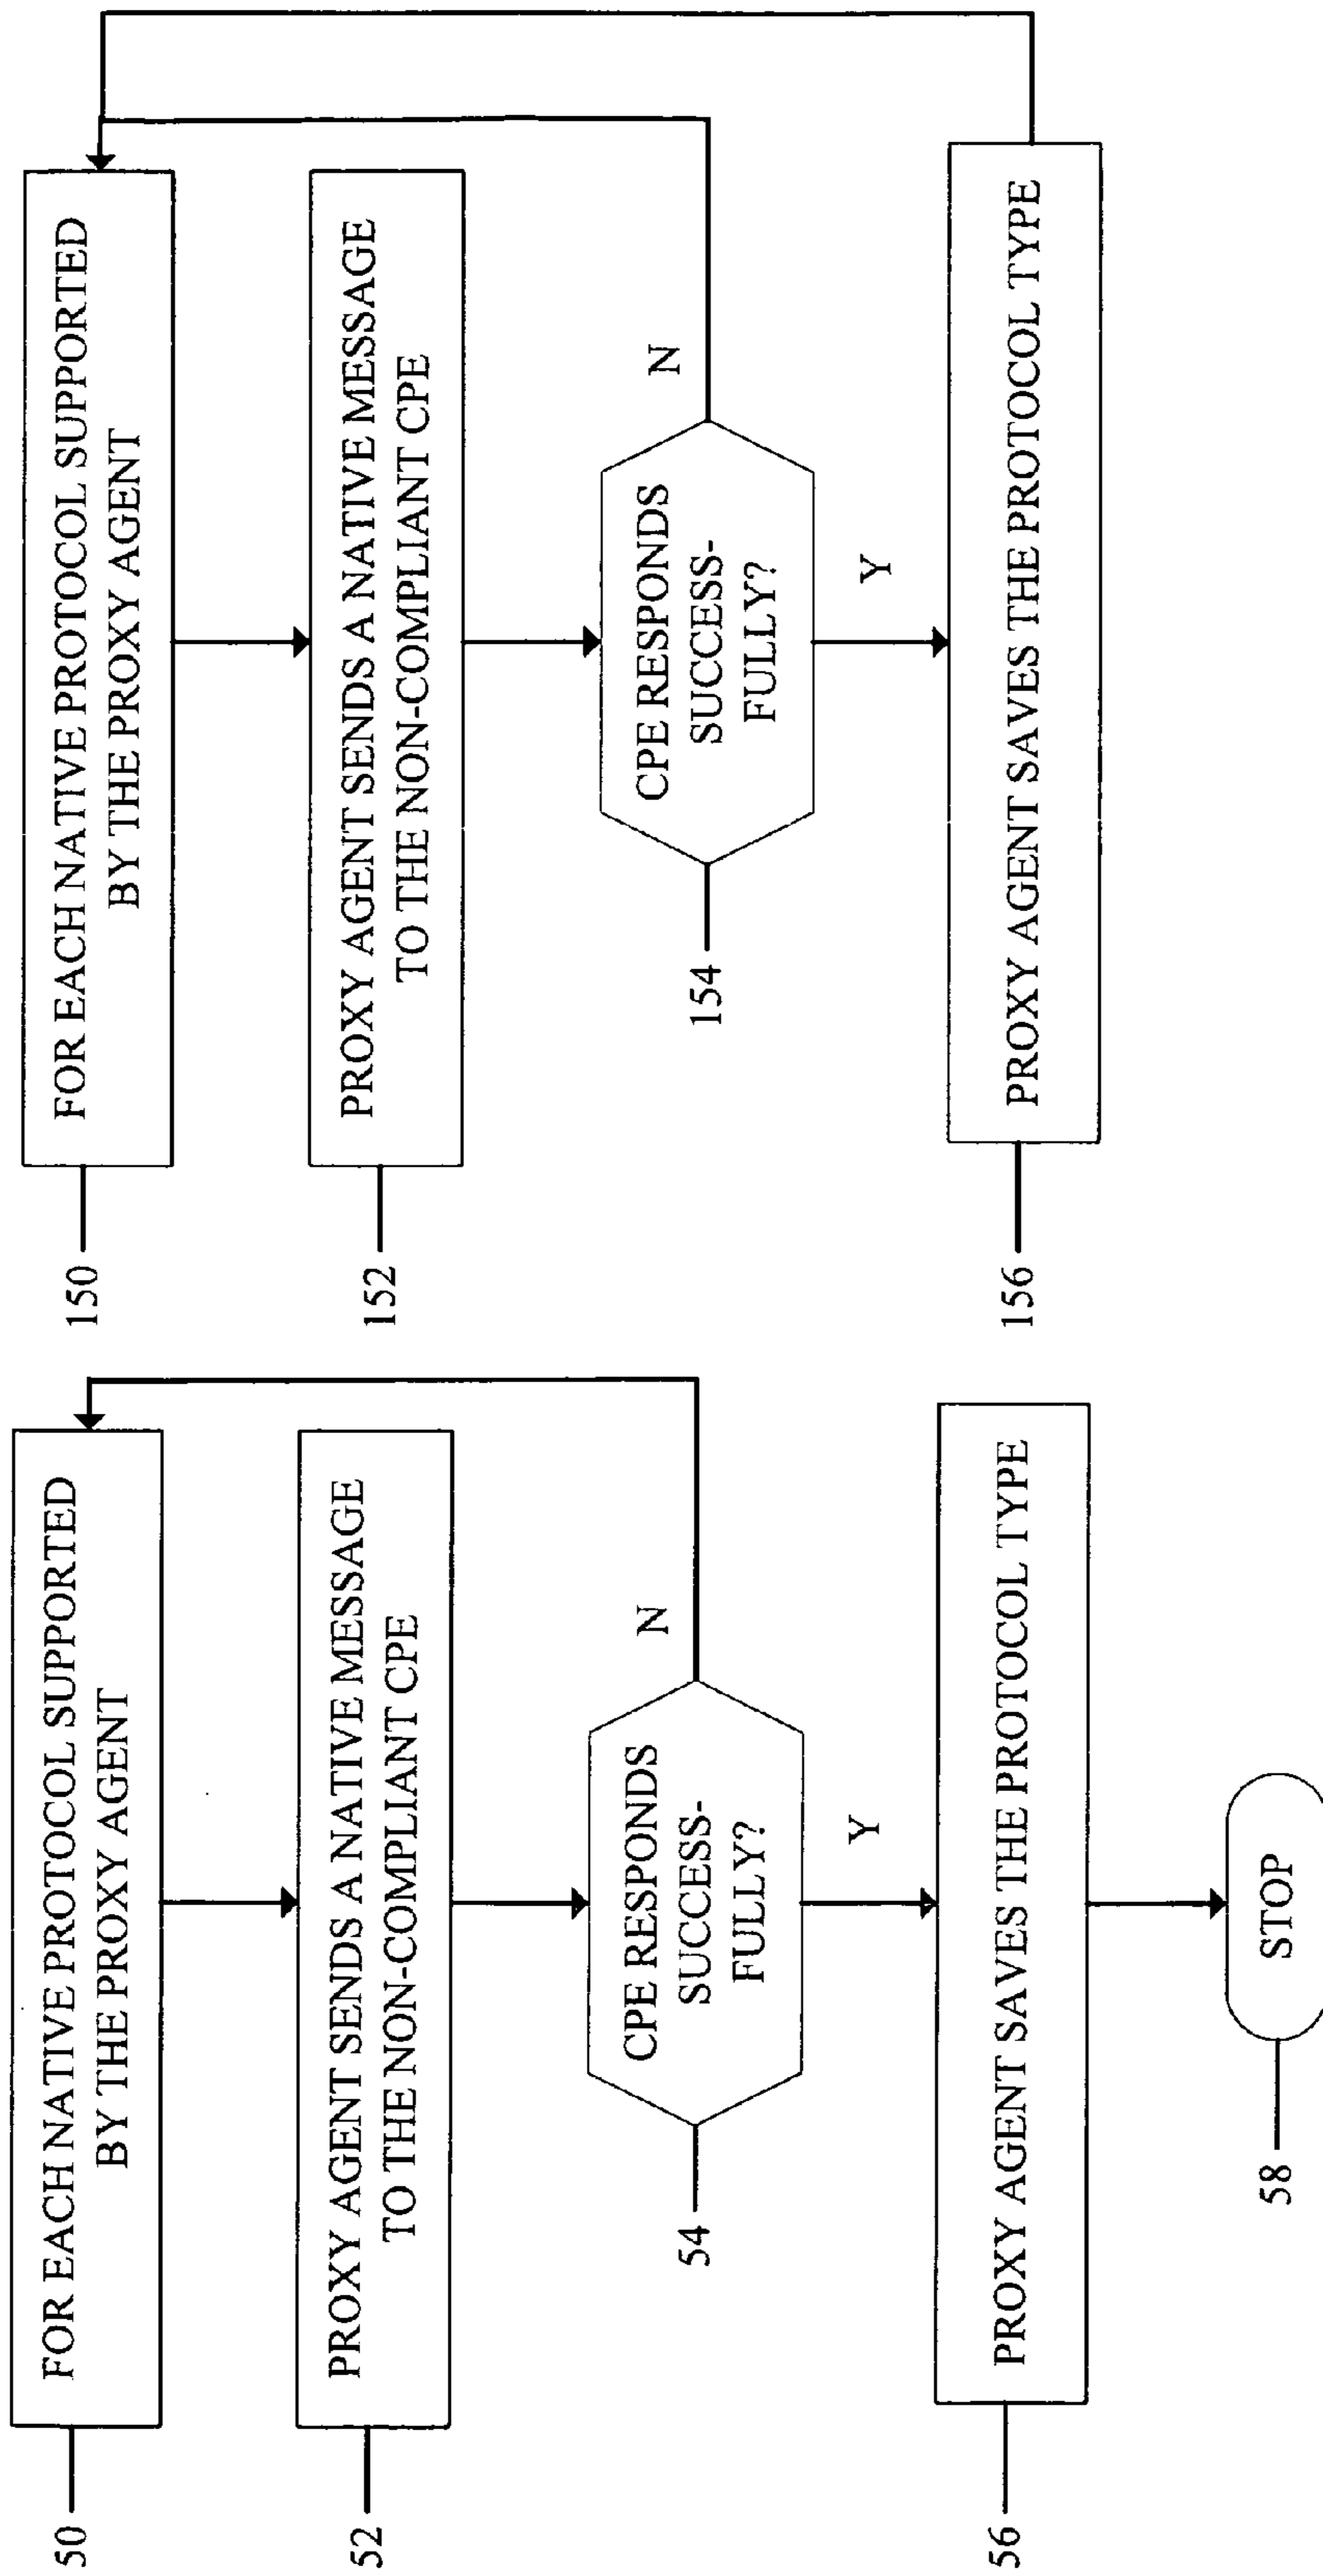 50
FOR EACH NATIVE PROTOCOL SUPPORTED
BY THE PROXY AGENT
52
PROXY AGENT SENDS A NATIVE MESSAGE
TO THE NON-COMPLIANT CPE
54
CPE RESPONDS
SUCCESS-
FULLY?
N
Y
56
PROXY AGENT SAVES THE PROTOCOL TYPE
58
STOP
150
FOR EACH NATIVE PROTOCOL SUPPORTED
BY THE PROXY AGENT
152
PROXY AGENT SENDS A NATIVE MESSAGE
TO THE NON-COMPLIANT CPE
154
CPE RESPONDS
SUCCESS-
FULLY?
N
Y
156
PROXY AGENT SAVES THE PROTOCOL TYPE